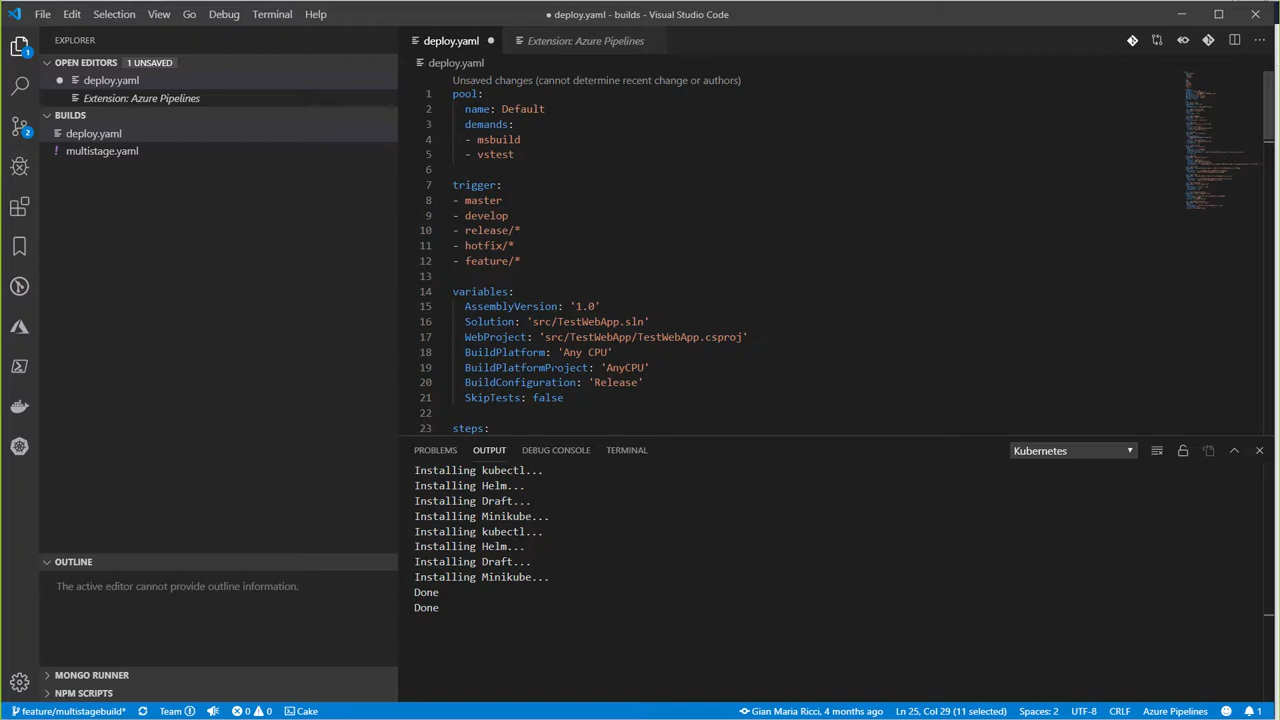 File Edit Selection View Go Debug Terminal Help
● deploy.yaml - builds - Visual Studio Code
EXPLORER
OPEN EDITORS 1 UNSAVED
deploy.yaml
Extension: Azure Pipelines
BUILDS
deploy.yaml
! multistage.yaml
OUTLINE
The active editor cannot provide outline information.
MONGO RUNNER
NPM SCRIPTS
1
2
deploy.yaml ●
Extension: Azure Pipelines
deploy.yaml
Unsaved changes (cannot determine recent change or authors)
1 pool:
2 name: Default
3 demands:
4 - msbuild
5 - vstest
6
7 trigger:
8 - master
9 - develop
10 - release/*
11 - hotfix/*
12 - feature/*
13
14 variables:
15 AssemblyVersion: '1.0'
16 Solution: 'src/TestWebApp.sln'
17 WebProject: 'src/TestWebApp/TestWebApp.csproj'
18 BuildPlatform: 'Any CPU'
19 BuildPlatformProject: 'AnyCPU'
20 BuildConfiguration: 'Release'
21 SkipTests: false
22
23 steps:
PROBLEMS OUTPUT DEBUG CONSOLE TERMINAL
Kubernetes
Installing kubectl...
Installing Helm...
Installing Draft...
Installing Minikube...
Installing kubectl...
Installing Helm...
Installing Draft...
Installing Minikube...
Done
Done
feature/multistagebuild* Team 0 0 Cake
Gian Maria Ricci, 4 months ago Ln 25, Col 29 (11 selected) Spaces: 2 UTF-8 CRLF Azure Pipelines 1